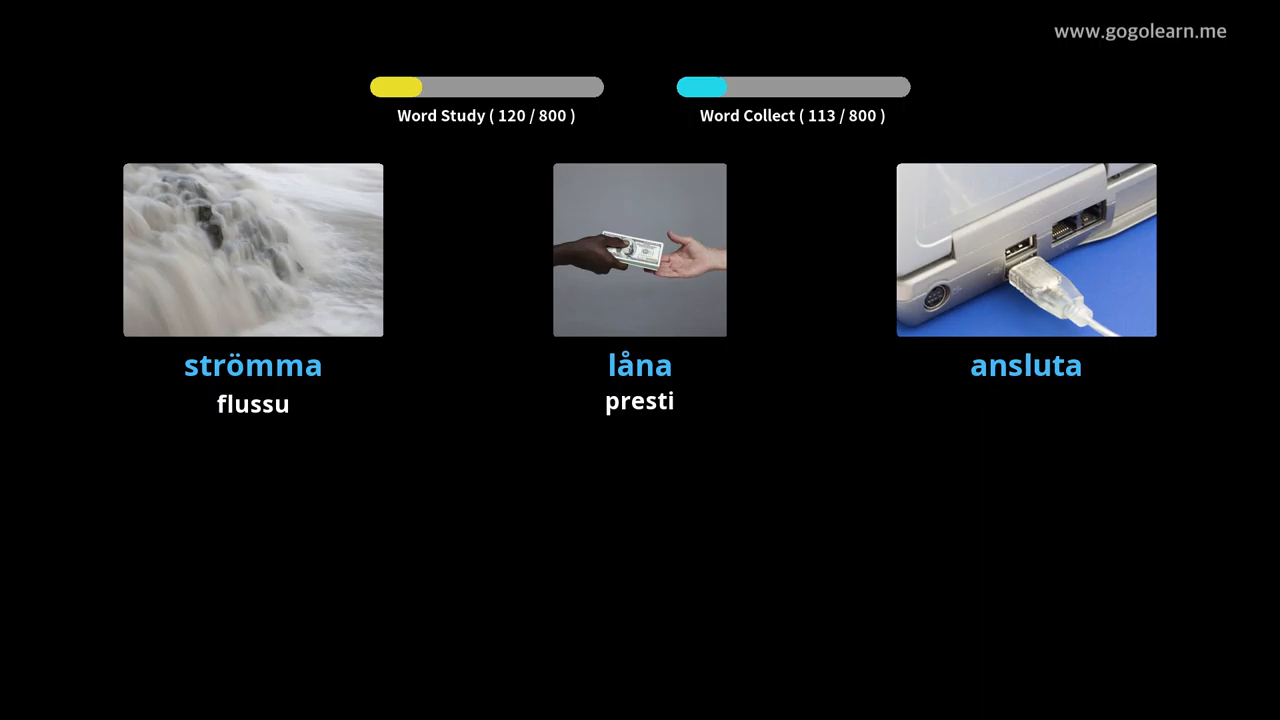 www.gogolearn.me
Word Study ( 120 / 800 )
Word Collect ( 113 / 800 )
strömma
flussu
låna
presti
ansluta